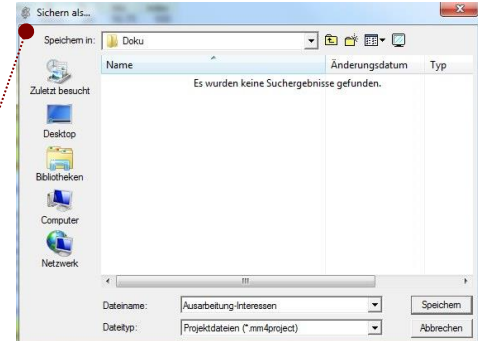 Sichern als...
Speichern in: Doku
Name Änderungsdatum Typ
Es wurden keine Suchergebnisse gefunden.
Zuletzt besucht
Desktop
Bibliotheken
Computer
Netzwerk
Dateiname: Ausarbeitung-Interessen Speichern
Dateityp: Projektdateien (*.mm4project) Abbrechen